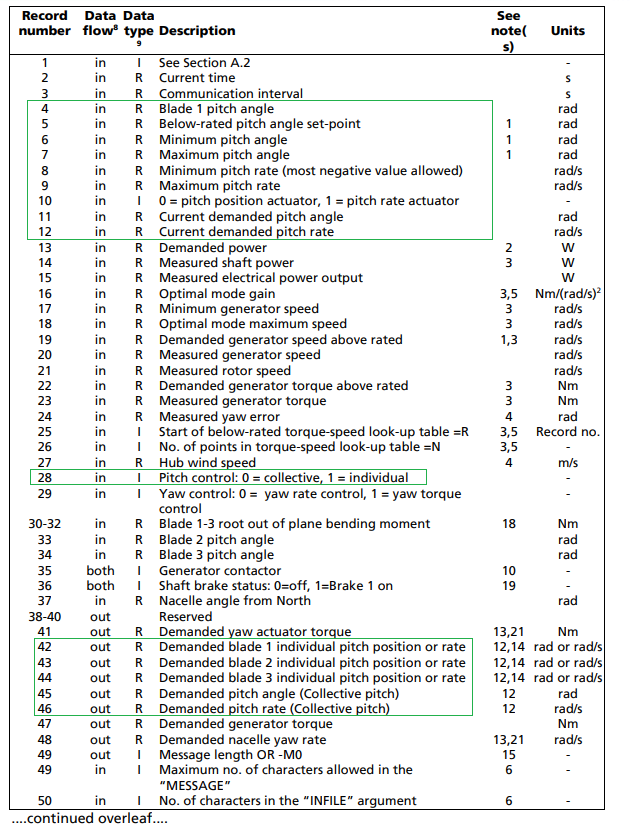 Record Data Data See
number flow⁸ type Description note( Units
⁹ s)
1 in I See Section A.2 -
2 in R Current time s
3 in R Communication interval s
4 in R Blade 1 pitch angle rad
5 in R Below-rated pitch angle set-point 1 rad
6 in R Minimum pitch angle 1 rad
7 in R Maximum pitch angle 1 rad
8 in R Minimum pitch rate (most negative value allowed) rad/s
9 in R Maximum pitch rate rad/s
10 in I 0 = pitch position actuator, 1 = pitch rate actuator -
11 in R Current demanded pitch angle rad
12 in R Current demanded pitch rate rad/s
13 in R Demanded power 2 W
14 in R Measured shaft power 3 W
15 in R Measured electrical power output W
16 in R Optimal mode gain 3,5 Nm/(rad/s)²
17 in R Minimum generator speed 3 rad/s
18 in R Optimal mode maximum speed 3 rad/s
19 in R Demanded generator speed above rated 1,3 rad/s
20 in R Measured generator speed rad/s
21 in R Measured rotor speed rad/s
22 in R Demanded generator torque above rated 3 Nm
23 in R Measured generator torque 3 Nm
24 in R Measured yaw error 4 rad
25 in I Start of below-rated torque-speed look-up table =R 3,5 Record no.
26 in I No. of points in torque-speed look-up table =N 3,5 -
27 in R Hub wind speed 4 m/s
28 in I Pitch control: 0 = collective, 1 = individual -
29 in I Yaw control: 0 = yaw rate control, 1 = yaw torque -
control
30-32 in R Blade 1-3 root out of plane bending moment 18 Nm
33 in R Blade 2 pitch angle rad
34 in R Blade 3 pitch angle rad
35 both I Generator contactor 10 -
36 both I Shaft brake status: 0=off, 1=Brake 1 on 19 -
37 in R Nacelle angle from North rad
38-40 out Reserved
41 out R Demanded yaw actuator torque 13,21 Nm
42 out R Demanded blade 1 individual pitch position or rate 12,14 rad or rad/s
43 out R Demanded blade 2 individual pitch position or rate 12,14 rad or rad/s
44 out R Demanded blade 3 individual pitch position or rate 12,14 rad or rad/s
45 out R Demanded pitch angle (Collective pitch) 12 rad
46 out R Demanded pitch rate (Collective pitch) 12 rad/s
47 out R Demanded generator torque Nm
48 out R Demanded nacelle yaw rate 13,21 rad/s
49 out I Message length OR -M0 15 -
49 in I Maximum no. of characters allowed in the 6 -
“MESSAGE”
50 in I No. of characters in the “INFILE” argument 6 -
....continued overleaf....